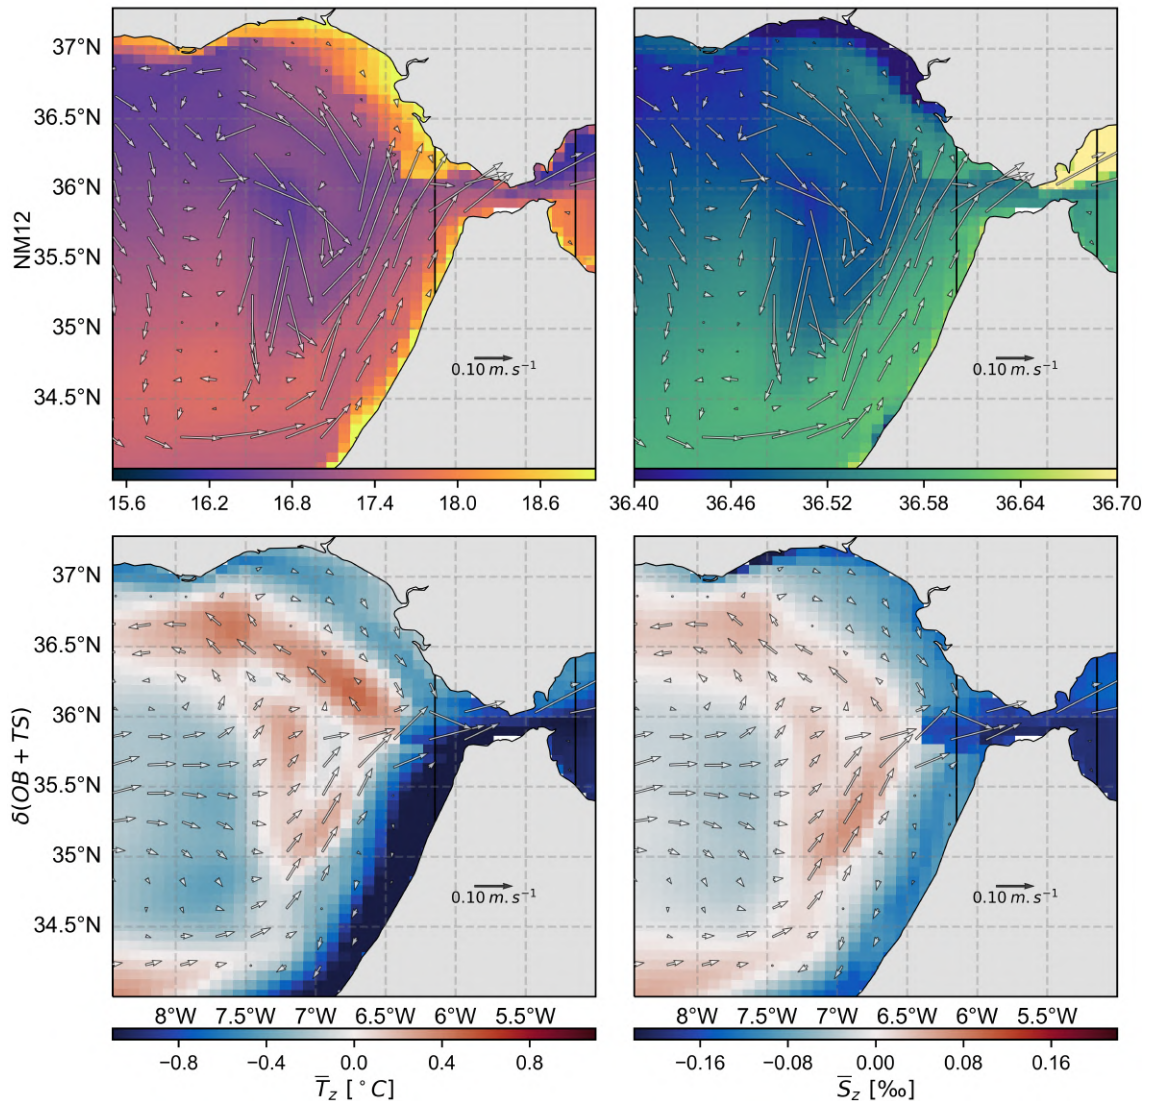 37°N
36.5°N
36°N
35.5°N
35°N
34.5°N
NM12
0.10 m.s⁻¹
0.10 m.s⁻¹
15.6 16.2 16.8 17.4 18.0 18.6
36.40 36.46 36.52 36.58 36.64 36.70
37°N
36.5°N
36°N
35.5°N
35°N
34.5°N
δ(OB + TS)
0.10 m.s⁻¹
0.10 m.s⁻¹
8°W 7.5°W 7°W 6.5°W 6°W 5.5°W
8°W 7.5°W 7°W 6.5°W 6°W 5.5°W
−0.8 −0.4 0.0 0.4 0.8
−0.16 −0.08 0.00 0.08 0.16
T̅z [°C]
S̅z [‰]